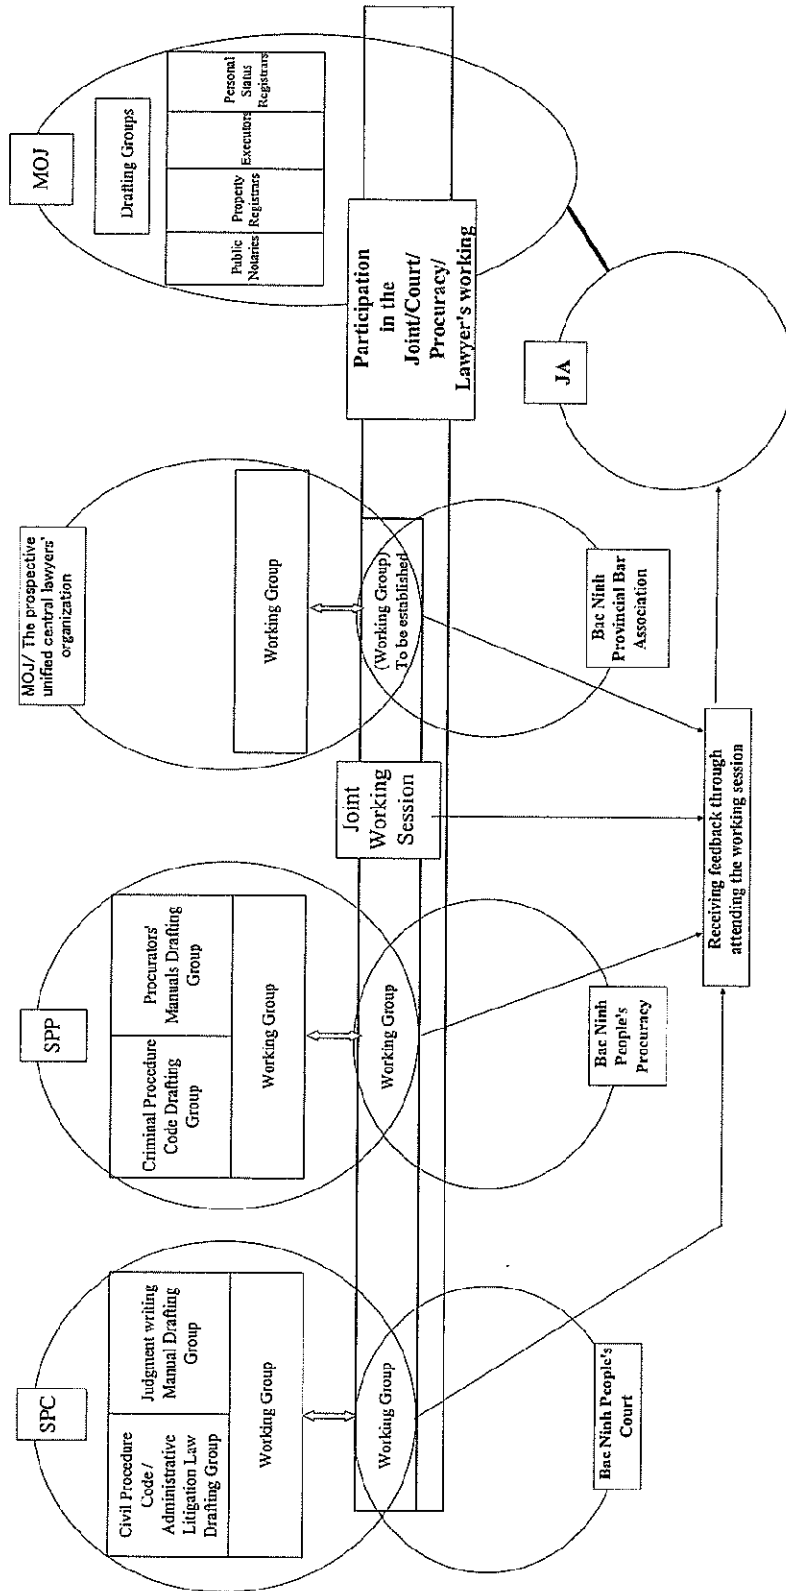 SPC
Civil Procedure
Code /
Administrative
Litigation Law
Drafting Group
Judgment writing
Manual Drafting
Group
Working Group
Working Group
Bac Ninh People's
Court
SPP
Criminal Procedure
Code Drafting
Group
Procurators'
Manuals Drafting
Group
Working Group
Working Group
Bac Ninh
People's
Procuracy
Joint
Working
Session
MOJ/ The prospective
unified central lawyers'
organization
Working Group
(Working Group)
To be established
Bac Ninh
Provincial Bar
Association
MOJ
Drafting Groups
Public
Notaries
Property
Registrars
Executors
Personal
Status
Registrars
Participation
in the
Joint/Court/
Procuracy/
Lawyer's working
JA
Receiving feedback through
attending the working session